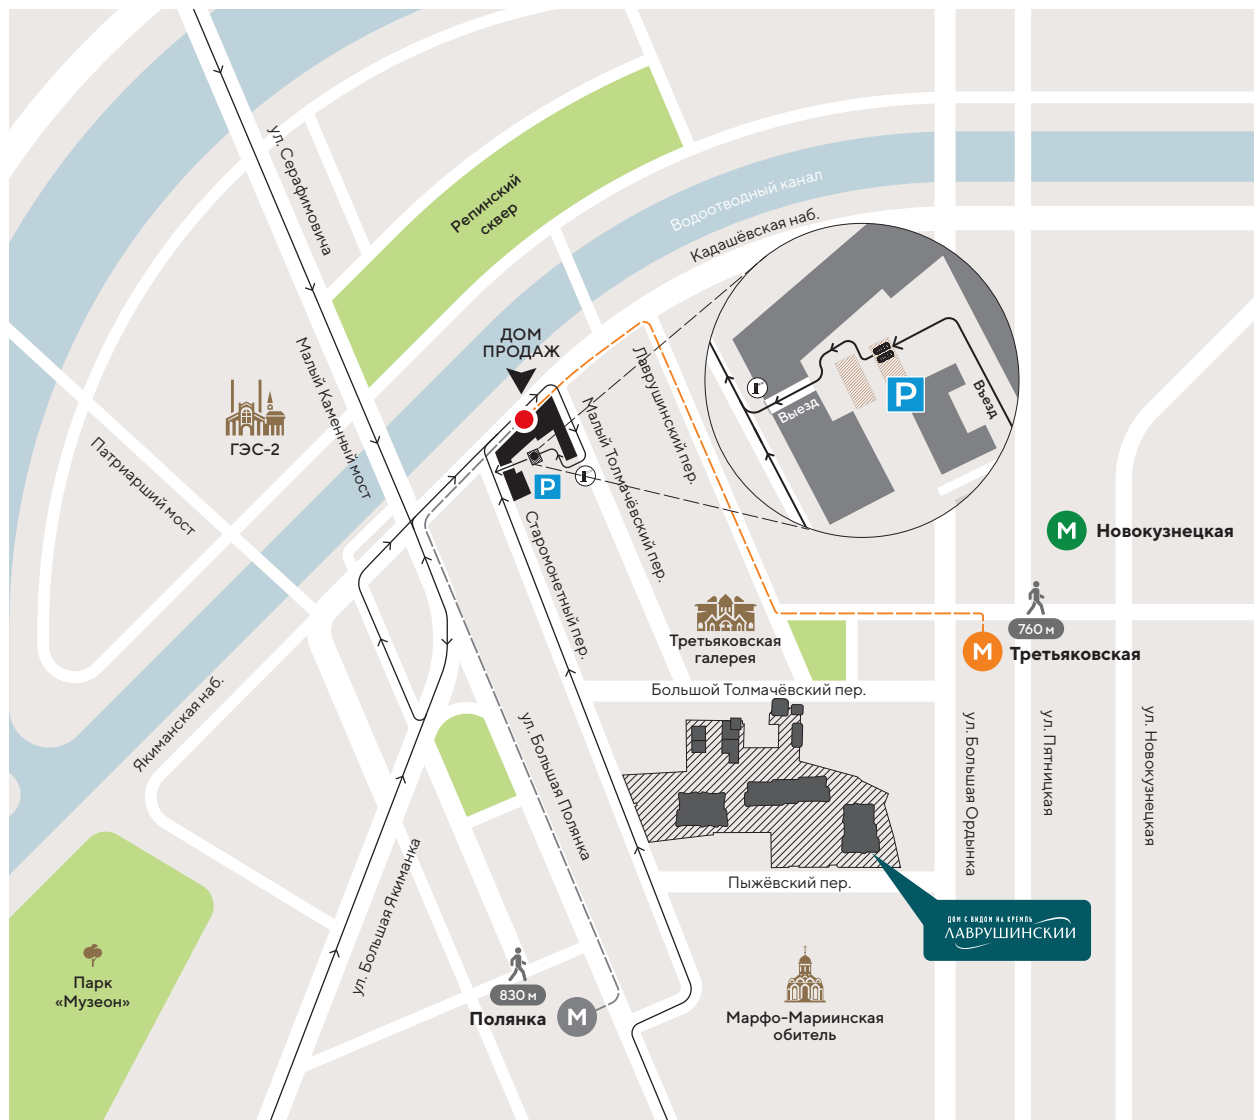 ул. Серафимовича
Репинский
сквер
Водоотводный канал
Кадашёвская наб.
ДОМ
ПРОДАЖ
Малый Каменный мост
Лаврушинский пер.
Малый Толмачёвский пер.
Въезд
Выезд
P
ГЭС-2
Патриарший мост
P
Старомонетный пер.
М
Новокузнецкая
760 м
М
Третьяковская
Третьяковская
галерея
Большой Толмачёвский пер.
Якиманская наб.
ул. Большая Полянка
ул. Большая Ордынка
ул. Пятницкая
ул. Новокузнецкая
ул. Большая Якиманка
Пыжёвский пер.
ДОМ С ВИДОМ НА КРЕМЛЬ
ЛАВРУШИНСКИЙ
Парк
«Музеон»
830 м
Полянка
М
Марфо-Мариинская
обитель